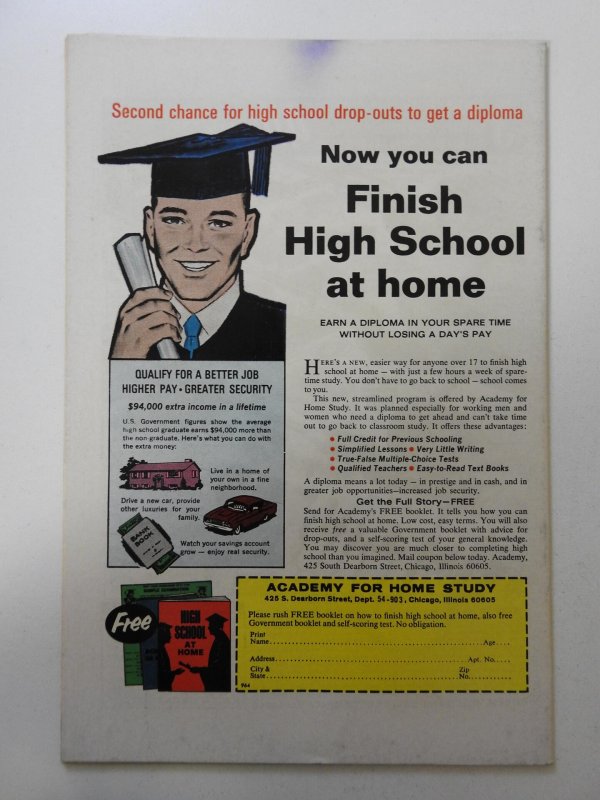 Second chance for high school drop-outs to get a diploma
Now you can
Finish
High School
at home
EARN A DIPLOMA IN YOUR SPARE TIME
WITHOUT LOSING A DAY'S PAY
QUALIFY FOR A BETTER JOB
HIGHER PAY • GREATER SECURITY
$94,000 extra income in a lifetime
U.S. Government figures show the average
high school graduate earns $94,000 more than
the non-graduate. Here's what you can do with
the extra money:
Live in a home of
your own in a fine
neighborhood.
Drive a new car, provide
other luxuries for your
family.
BANK
BOOK
Watch your savings account
grow — enjoy real security.
HERE'S A NEW, easier way for anyone over 17 to finish high
school at home — with just a few hours a week of spare-
time study. You don't have to go back to school — school comes
to you.
This new, streamlined program is offered by Academy for
Home Study. It was planned especially for working men and
women who need a diploma to get ahead and can't take time
out to go back to classroom study. It offers these advantages:
• Full Credit for Previous Schooling
• Simplified Lessons • Very Little Writing
• True-False Multiple-Choice Tests
• Qualified Teachers • Easy-to-Read Text Books
A diploma means a lot today — in prestige and in cash, and in
greater job opportunities—increased job security.
Get the Full Story—FREE
Send for Academy's FREE booklet. It tells you how you can
finish high school at home. Low cost, easy terms. You will also
receive free a valuable Government booklet with advice for
drop-outs, and a self-scoring test of your general knowledge.
You may discover you are much closer to completing high
school than you imagined. Mail coupon below today. Academy,
425 South Dearborn Street, Chicago, Illinois 60605.
Free
HIGH
SCHOOL
AT
HOME
ACADEMY FOR HOME STUDY
425 S. Dearborn Street, Dept. 54-903, Chicago, Illinois 60605
Please rush FREE booklet on how to finish high school at home, also free
Government booklet and self-scoring test. No obligation.
Print
Name Age
Address Apt. No.
City & Zip
State No.